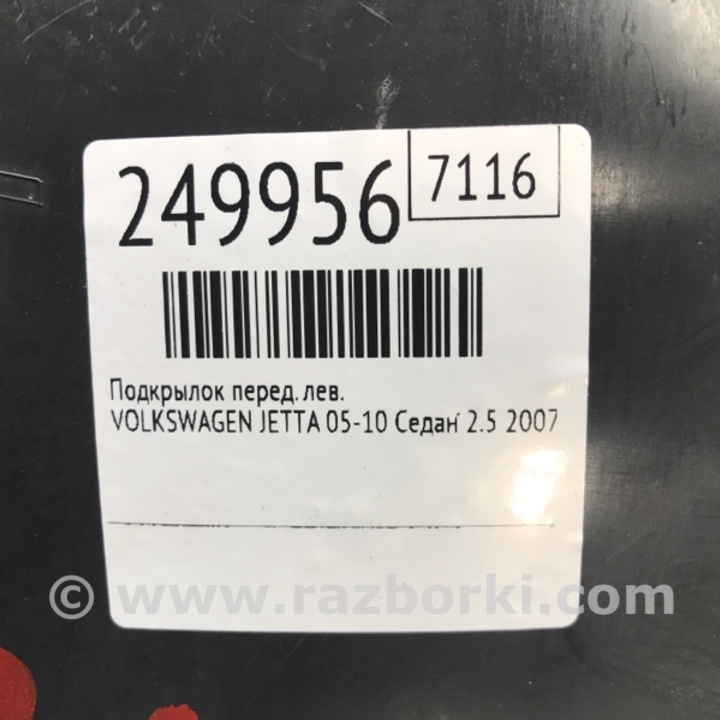 249956
7116
Подкрылок перед. лев.
VOLKSWAGEN JETTA 05-10 Седан 2.5 2007
© www.razborki.com